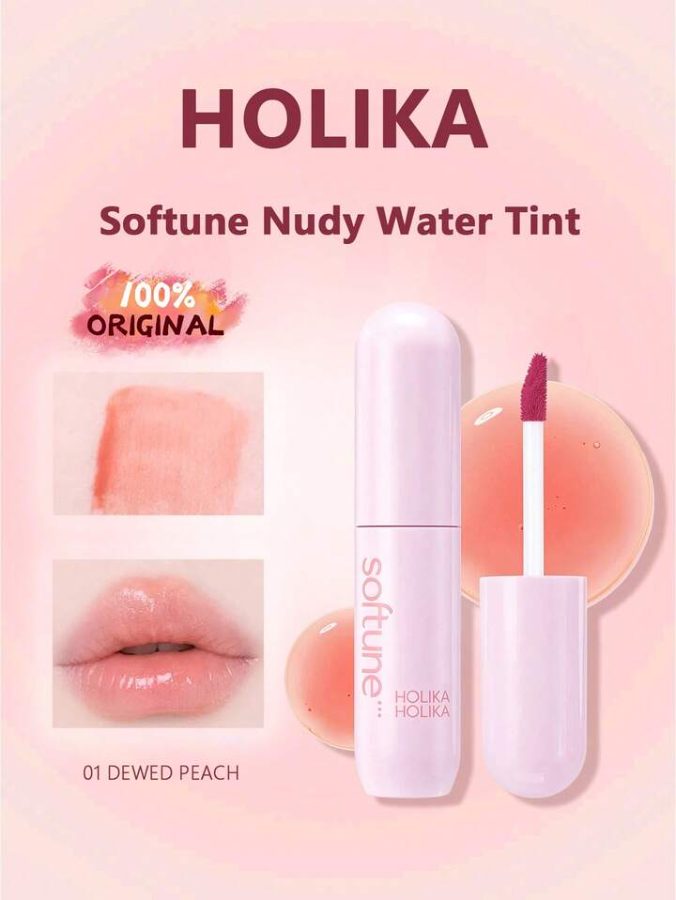 HOLIKA
Softune Nudy Water Tint
100%
ORIGINAL
softune
HOLIKA
HOLIKA
01 DEWED PEACH